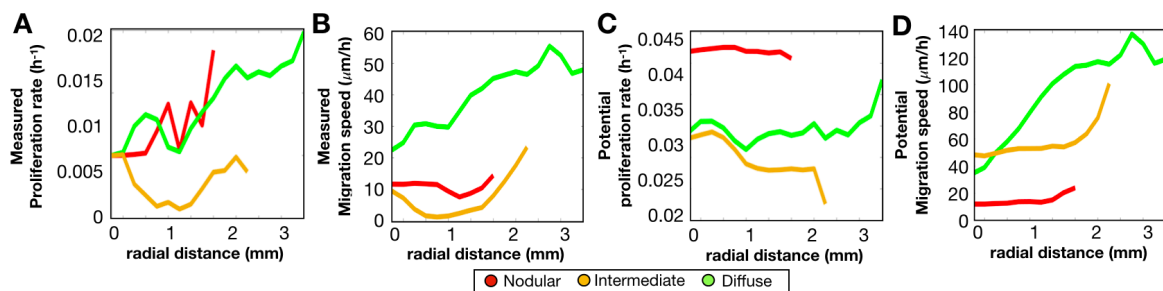 A
Measured
Proliferation rate (h⁻¹)
0.02
0.015
0.01
0.005
0
0 1 2 3
radial distance (mm)
B
Measured
Migration speed (μm/h)
60
50
40
30
20
10
0
0 1 2 3
radial distance (mm)
C
Potential
proliferation rate (h⁻¹)
0.045
0.04
0.035
0.03
0.025
0.02
0 1 2 3
radial distance (mm)
D
Potential
Migration speed (μm/h)
140
120
100
80
60
40
20
0
0 1 2 3
radial distance (mm)
Nodular Intermediate Diffuse